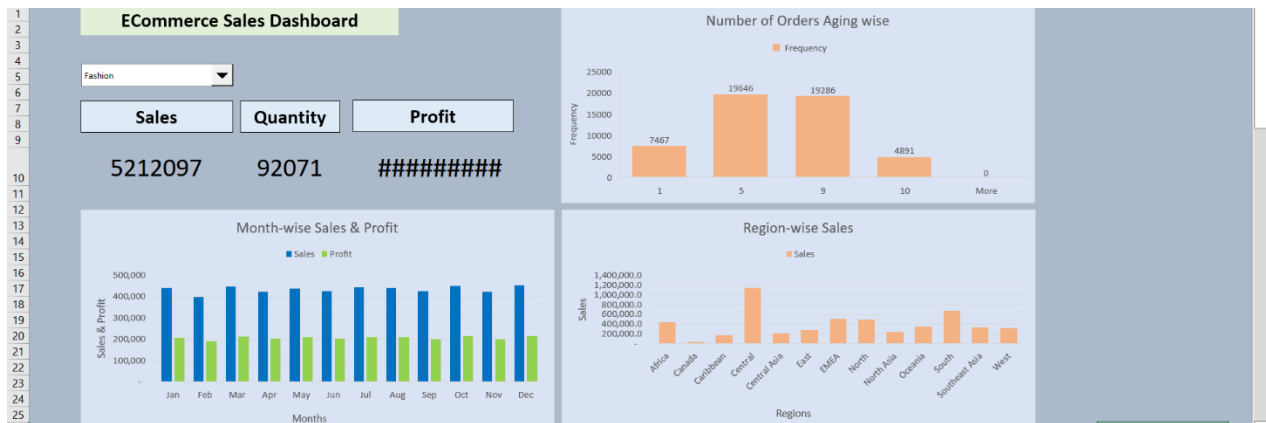 1
2
3
4
5
6
7
8
9
10
11
12
13
14
15
16
17
18
19
20
21
22
23
24
25
ECommerce Sales Dashboard
Fashion
Sales Quantity Profit
5212097 92071 #########
Number of Orders Aging wise
Frequency
Frequency
25000
20000
15000
10000
5000
0
7467 19646 19286 4891 0
1 5 9 10 More
Month-wise Sales & Profit
Sales Profit
Sales & Profit
500,000
400,000
300,000
200,000
100,000
-
Jan Feb Mar Apr May Jun Jul Aug Sep Oct Nov Dec
Months
Region-wise Sales
Sales
Sales
1,400,000.0
1,200,000.0
1,000,000.0
800,000.0
600,000.0
400,000.0
200,000.0
-
Africa Canada Caribbean Central Central Asia East EMEA North North Asia Oceania South Southeast Asia West
Regions